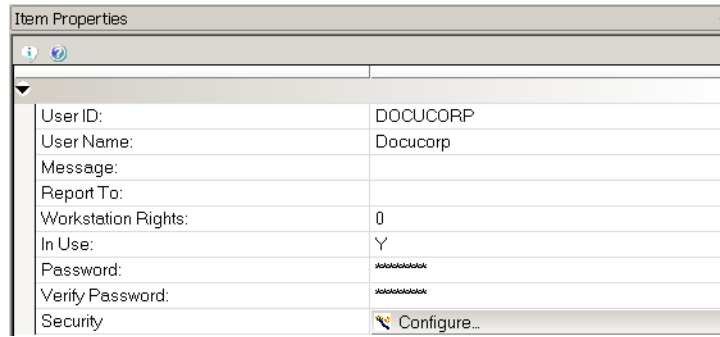 Item Properties
User ID: DOCUCORP
User Name: Docucorp
Message:
Report To:
Workstation Rights: 0
In Use: Y
Password: *********
Verify Password: *********
Security Configure...